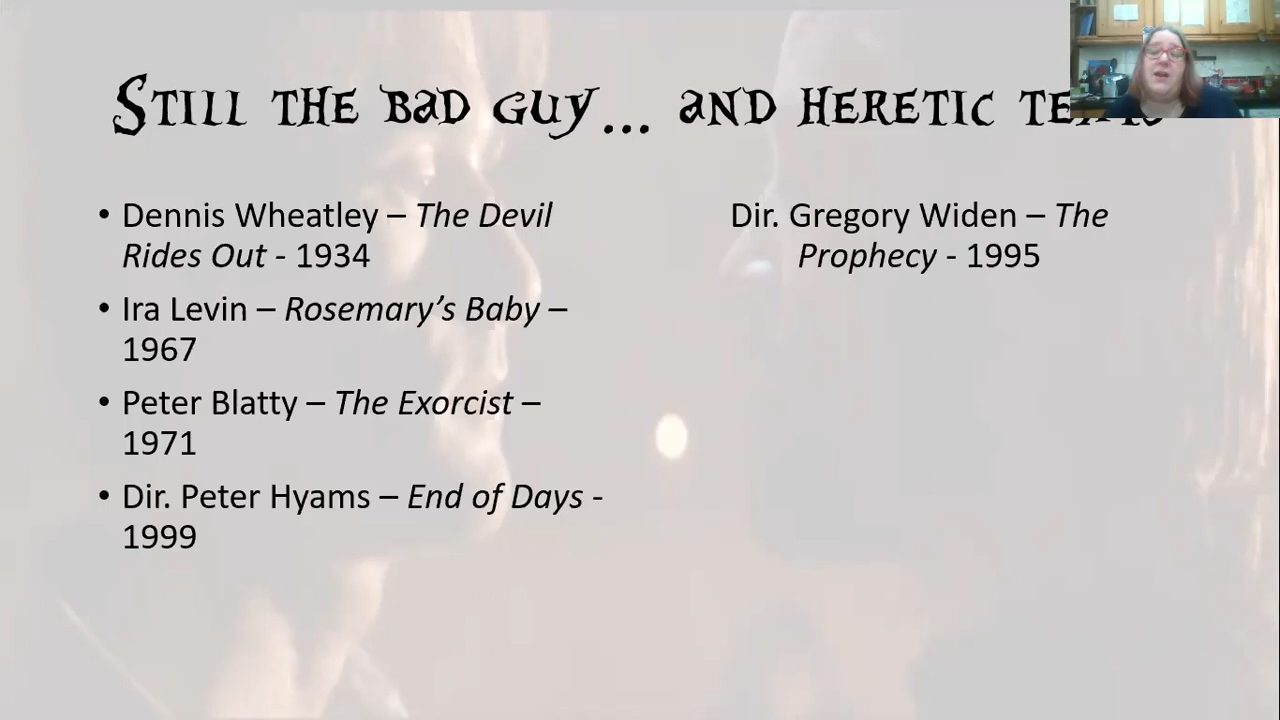 Still the bad guy... and heretic
• Dennis Wheatley – The Devil
Rides Out - 1934
• Ira Levin – Rosemary’s Baby –
1967
• Peter Blatty – The Exorcist –
1971
• Dir. Peter Hyams – End of Days -
1999
Dir. Gregory Widen – The
Prophecy - 1995